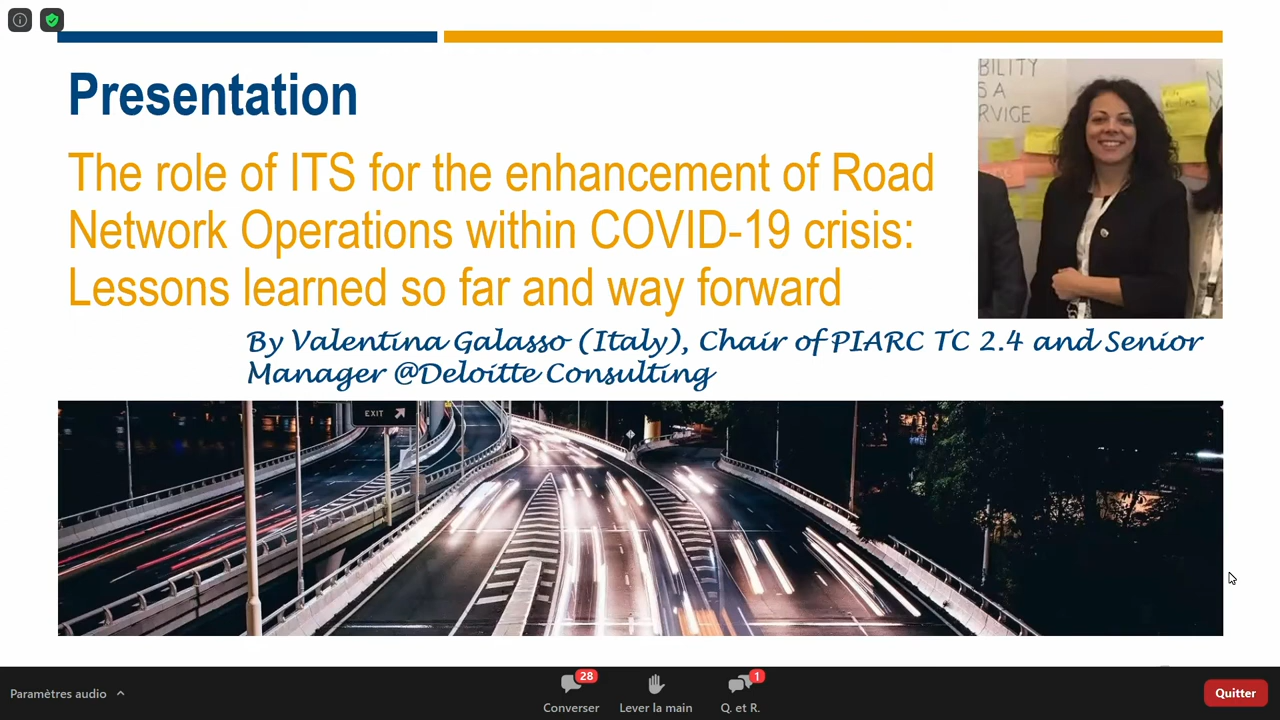 Presentation
BILITY
S A
RVICE
The role of ITS for the enhancement of Road
Network Operations within COVID-19 crisis:
Lessons learned so far and way forward
By Valentina Galasso (Italy), Chair of PIARC TC 2.4 and Senior
Manager @Deloitte Consulting
EXIT
Paramètres audio
28
Converser
Lever la main
1
Q. et R.
Quitter